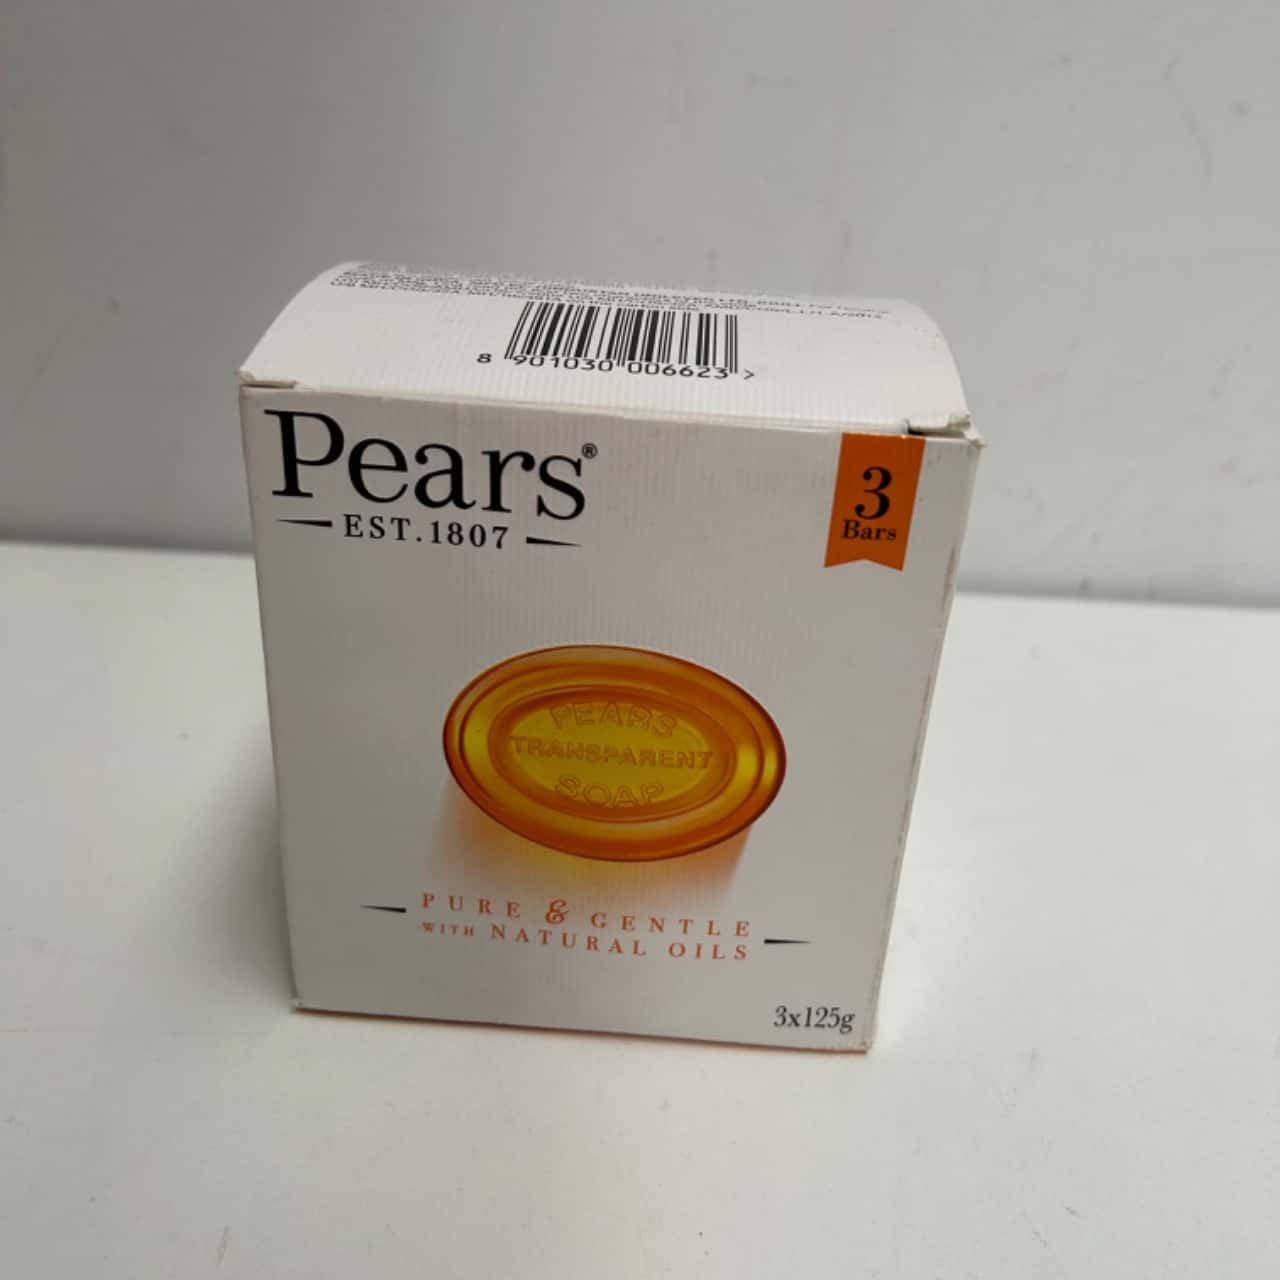 8 901030 006623 >
Pears®
EST.1807
3
Bars
PEARS
TRANSPARENT
SOAP
PURE & GENTLE
WITH NATURAL OILS
3x125g